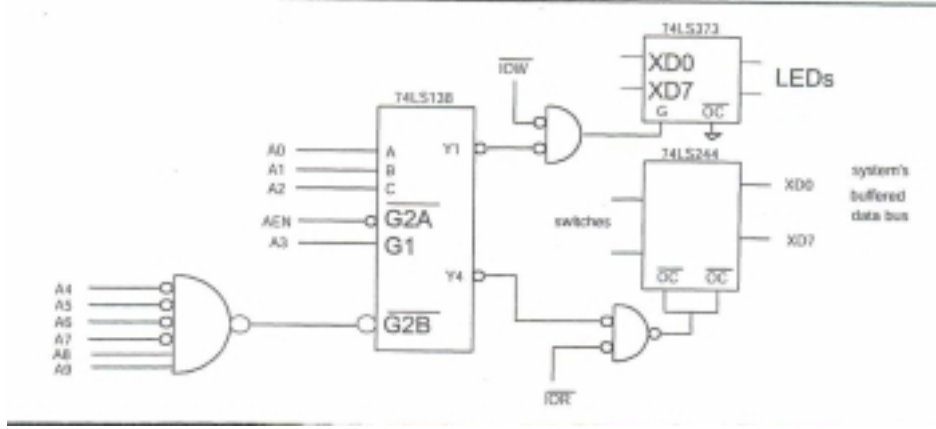 74LS373
IOW
XD0
XD7
LEDs
G
OC
74LS138
A0
A
Y1
A1
B
A2
C
74LS244
XD0
system's
buffered
data bus
AEN
G2A
switches
XD7
A3
G1
Y4
OC
OC
A4
A5
A6
A7
A8
A9
G2B
IOR